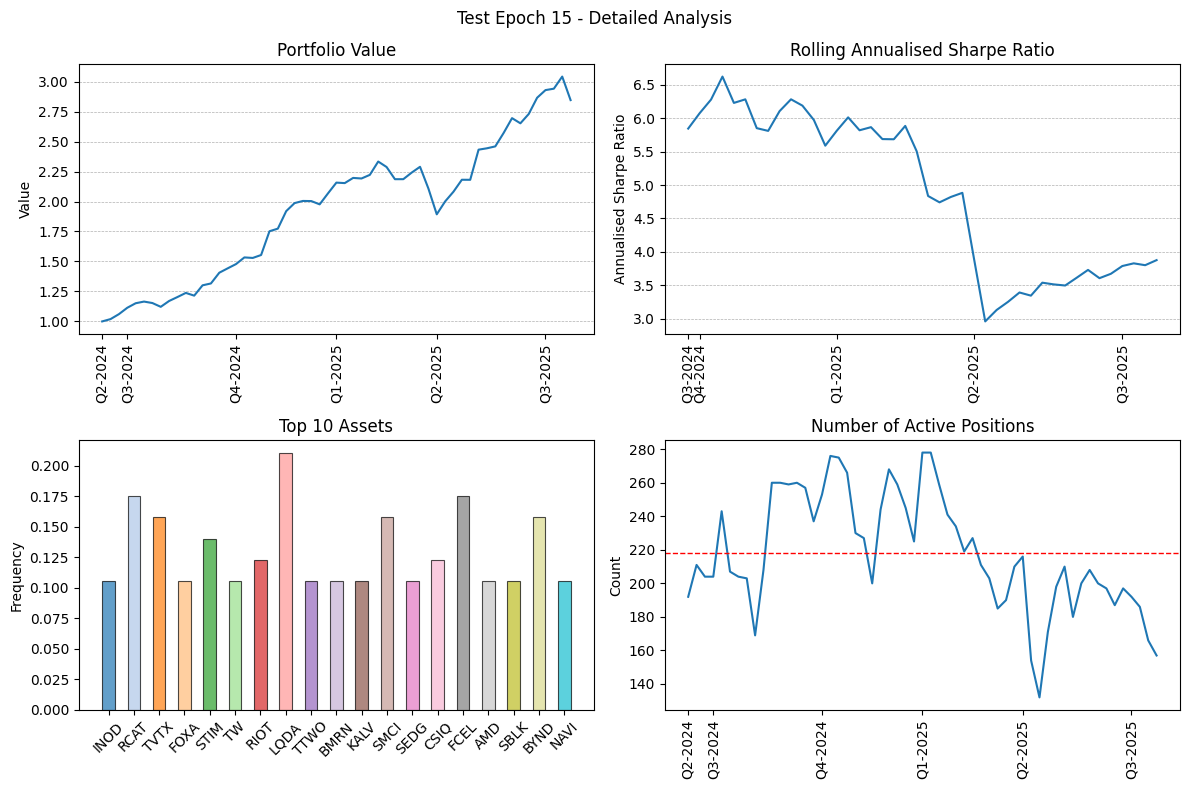 Test Epoch 15 - Detailed Analysis
Portfolio Value
Value
3.00
2.75
2.50
2.25
2.00
1.75
1.50
1.25
1.00
Q2-2024
Q3-2024
Q4-2024
Q1-2025
Q2-2025
Q3-2025
Rolling Annualised Sharpe Ratio
Annualised Sharpe Ratio
6.5
6.0
5.5
5.0
4.5
4.0
3.5
3.0
Q3-2024
Q4-2024
Q1-2025
Q2-2025
Q3-2025
Top 10 Assets
Frequency
0.200
0.175
0.150
0.125
0.100
0.075
0.050
0.025
0.000
INOD
RCAT
TVTX
FOXA
STIM
TW
RIOT
LQDA
TTWO
BMRN
KALV
SMCI
SEDG
CSIQ
FCEL
AMD
SBLK
BYND
NAVI
Number of Active Positions
Count
280
260
240
220
200
180
160
140
Q2-2024
Q3-2024
Q4-2024
Q1-2025
Q2-2025
Q3-2025